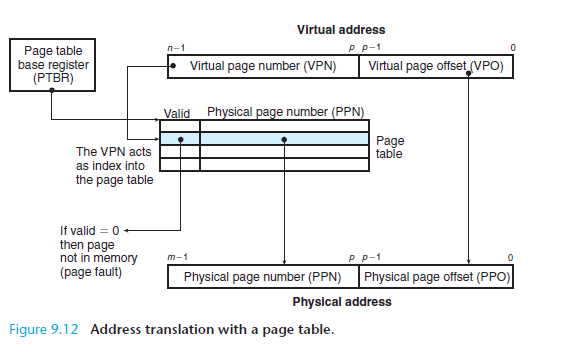 Virtual address
Page table
base register
(PTBR)
n–1
p p–1
0
Virtual page number (VPN)
Virtual page offset (VPO)
Valid
Physical page number (PPN)
The VPN acts
as index into
the page table
Page
table
If valid = 0
then page
not in memory
(page fault)
m–1
p p–1
0
Physical page number (PPN)
Physical page offset (PPO)
Physical address
Figure 9.12 Address translation with a page table.